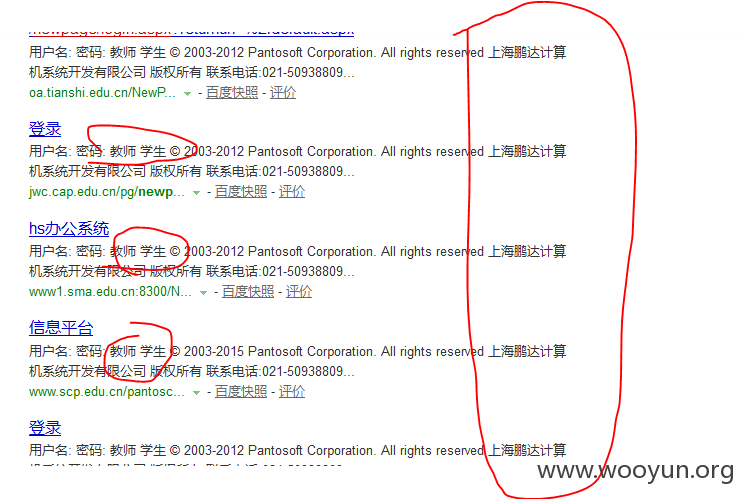 用户名: 密码: 教师 学生 © 2003-2012 Pantosoft Corporation. All rights reserved 上海鹏达计算
机系统开发有限公司 版权所有 联系电话:021-50938809...
oa.tianshi.edu.cn/NewP... - 百度快照 - 评价
登录
用户名: 密码: 教师 学生 © 2003-2012 Pantosoft Corporation. All rights reserved 上海鹏达计算
机系统开发有限公司 版权所有 联系电话:021-50938809...
jwc.cap.edu.cn/pg/newp... - 百度快照 - 评价
hs办公系统
用户名: 密码: 教师 学生 © 2003-2012 Pantosoft Corporation. All rights reserved 上海鹏达计算
机系统开发有限公司 版权所有 联系电话:021-50938809...
www1.sma.edu.cn:8300/N... - 百度快照 - 评价
信息平台
用户名: 密码: 教师 学生 © 2003-2015 Pantosoft Corporation. All rights reserved 上海鹏达计算
机系统开发有限公司 版权所有 联系电话:021-50938809...
www.scp.edu.cn/pantosc... - 百度快照 - 评价
登录
用户名: 密码: 教师 学生 © 2003-2012 Pantosoft Corporation. All rights reserved 上海鹏达计算
www.wooyun.org